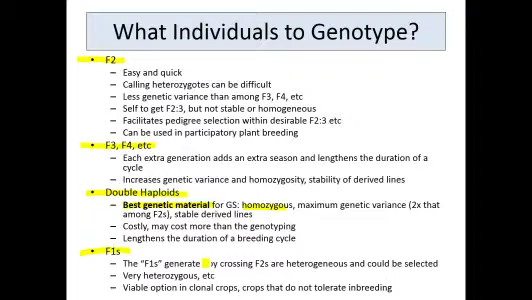 What Individuals to Genotype?
• F2
– Easy and quick
– Calling heterozygotes can be difficult
– Less genetic variance than among F3, F4, etc
– Self to get F2:3, but not stable or homogeneous
– Facilitates pedigree selection within desirable F2:3 etc
– Can be used in participatory plant breeding
• F3, F4, etc
– Each extra generation adds an extra season and lengthens the duration of a
cycle
– Increases genetic variance and homozygosity, stability of derived lines
• Double Haploids
– Best genetic material for GS: homozygous, maximum genetic variance (2x that
among F2s), stable derived lines
– Costly, may cost more than the genotyping
– Lengthens the duration of a breeding cycle
• F1s
– The “F1s” generate by crossing F2s are heterogeneous and could be selected
– Very heterozygous, etc
– Viable option in clonal crops, crops that do not tolerate inbreeding